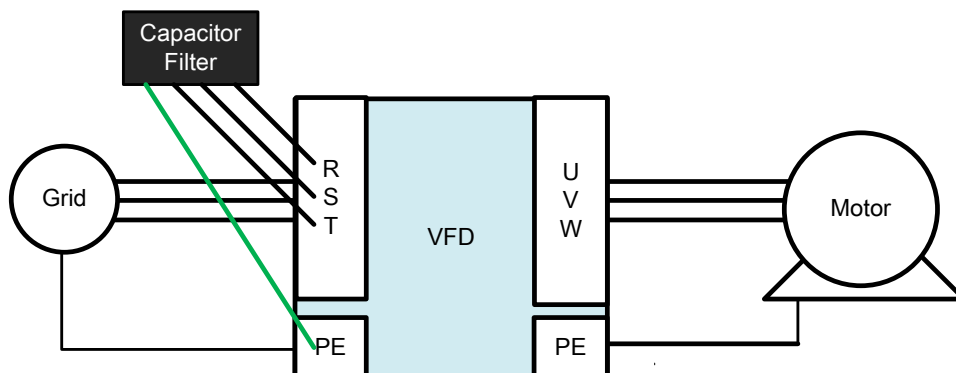 Capacitor
Filter
Grid
R
S
T
VFD
U
V
W
Motor
PE
PE